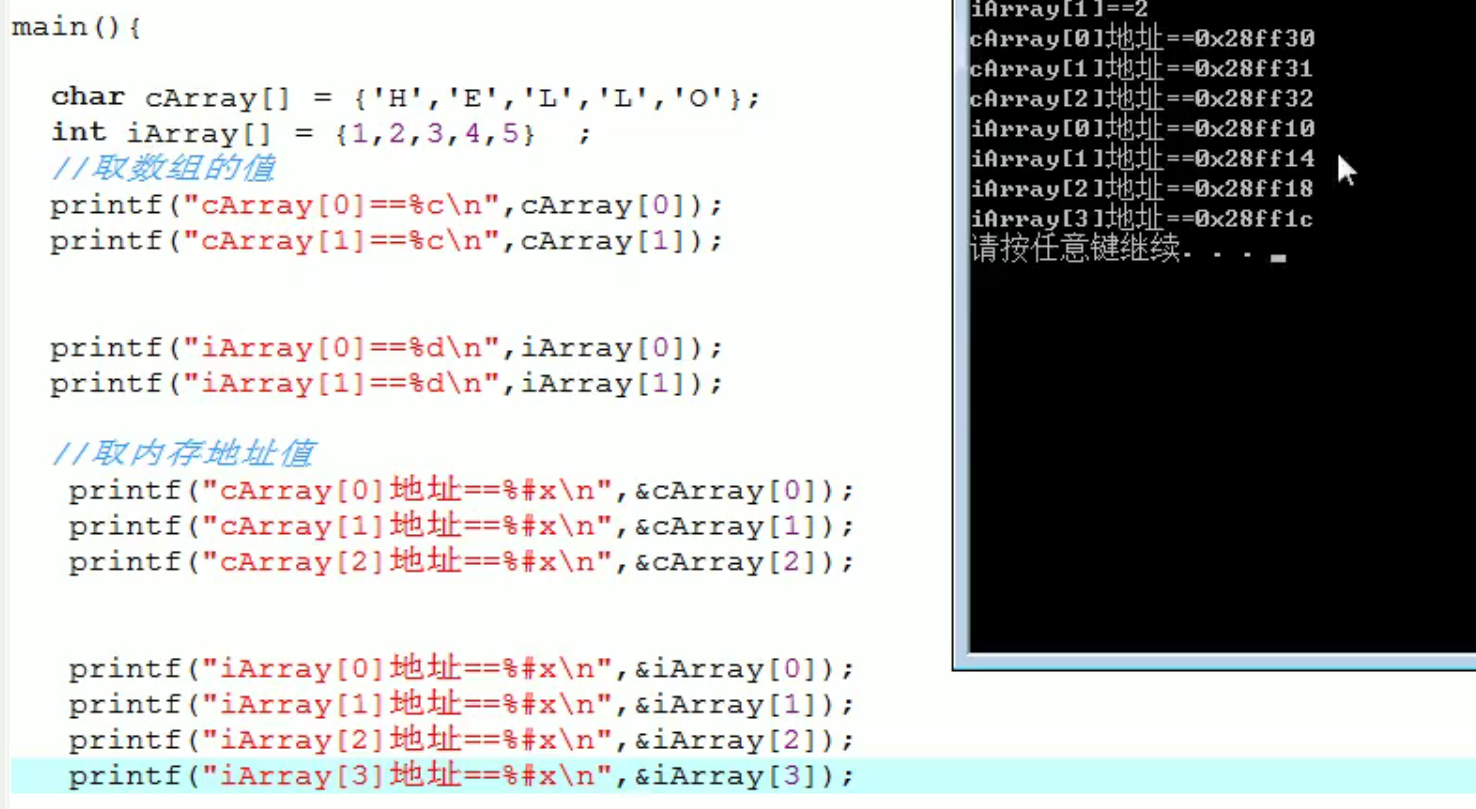 main(){
char cArray[] = {'H','E','L','L','O'};
int iArray[] = {1,2,3,4,5}  ;
//取数组的值
printf("cArray[0]==%c\n",cArray[0]);
printf("cArray[1]==%c\n",cArray[1]);
printf("iArray[0]==%d\n",iArray[0]);
printf("iArray[1]==%d\n",iArray[1]);
//取内存地址值
printf("cArray[0]地址==%#x\n",&cArray[0]);
printf("cArray[1]地址==%#x\n",&cArray[1]);
printf("cArray[2]地址==%#x\n",&cArray[2]);
printf("iArray[0]地址==%#x\n",&iArray[0]);
printf("iArray[1]地址==%#x\n",&iArray[1]);
printf("iArray[2]地址==%#x\n",&iArray[2]);
printf("iArray[3]地址==%#x\n",&iArray[3]);
iArray[1]==2
cArray[0]地址==0x28ff30
cArray[1]地址==0x28ff31
cArray[2]地址==0x28ff32
iArray[0]地址==0x28ff10
iArray[1]地址==0x28ff14
iArray[2]地址==0x28ff18
iArray[3]地址==0x28ff1c
请按任意键继续. . .